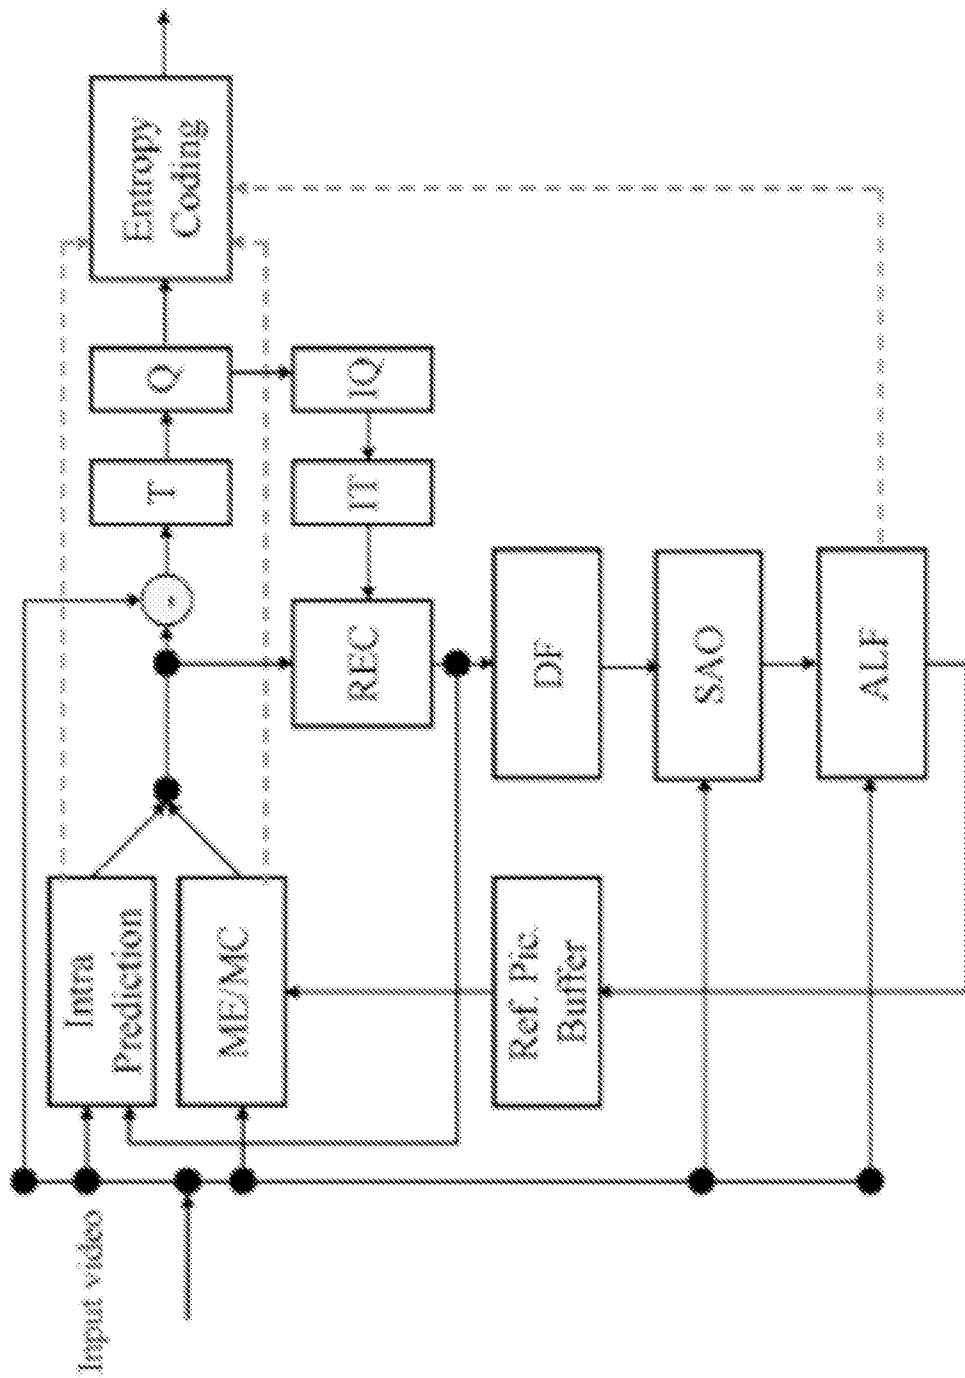 Input video
Intra
Prediction
ME/MC
T
Q
Entropy
Coding
IQ
IT
REC
DF
SAO
ALF
Ref. Pic.
Buffer
-